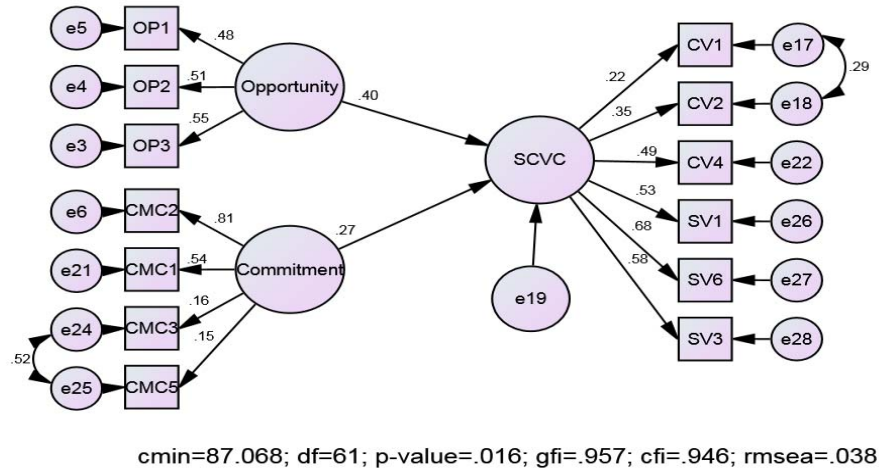 e5 OP1 .48
e4 OP2 .51
e3 OP3 .55
Opportunity .40
e6 CMC2 .81
e21 CMC1 .54
e24 CMC3 .16
e25 CMC5 .15
.52
Commitment .27
SCVC
e19
.22 CV1 e17
.35 CV2 e18
.29
.49 CV4 e22
.53 SV1 e26
.68 SV6 e27
.58 SV3 e28
cmin=87.068; df=61; p-value=.016; gfi=.957; cfi=.946; rmsea=.038